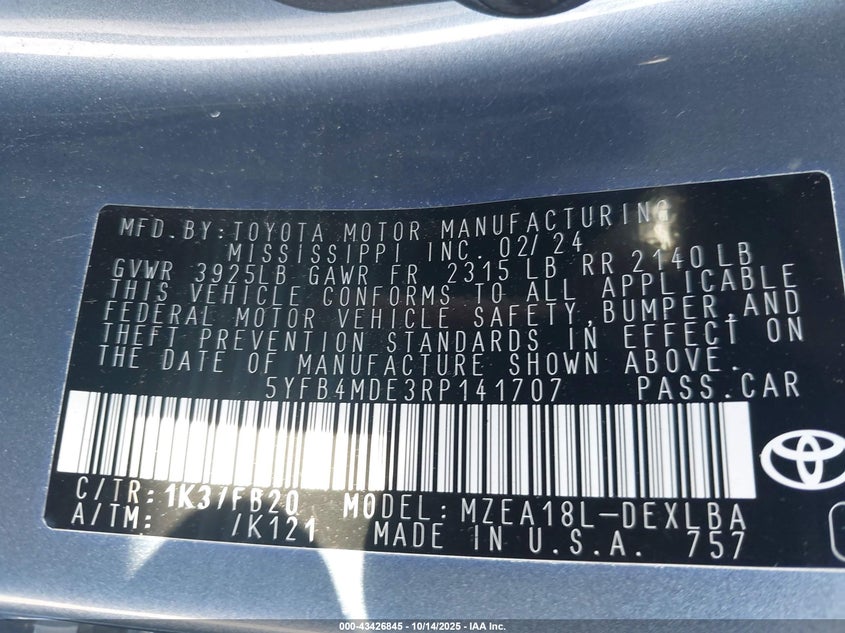 MFD.BY:TOYOTA MOTOR MANUFACTURING
MISSISSIPPI INC. 02/24
GVWR 3925LB GAWR FR 2315LB RR 2140LB
THIS VEHICLE CONFORMS TO ALL APPLICABLE
FEDERAL MOTOR VEHICLE SAFETY,BUMPER,AND
THEFT PREVENTION STANDARDS IN EFFECT ON
THE DATE OF MANUFACTURE SHOWN ABOVE.
5YFB4MDE3RP141707 PASS.CAR
C/TR: 1K3/FB20 MODEL: MZEA18L-DEXLBA
A/TM: /K121 MADE IN U.S.A. 757
000-43426845 - 10/14/2025 - IAA Inc.